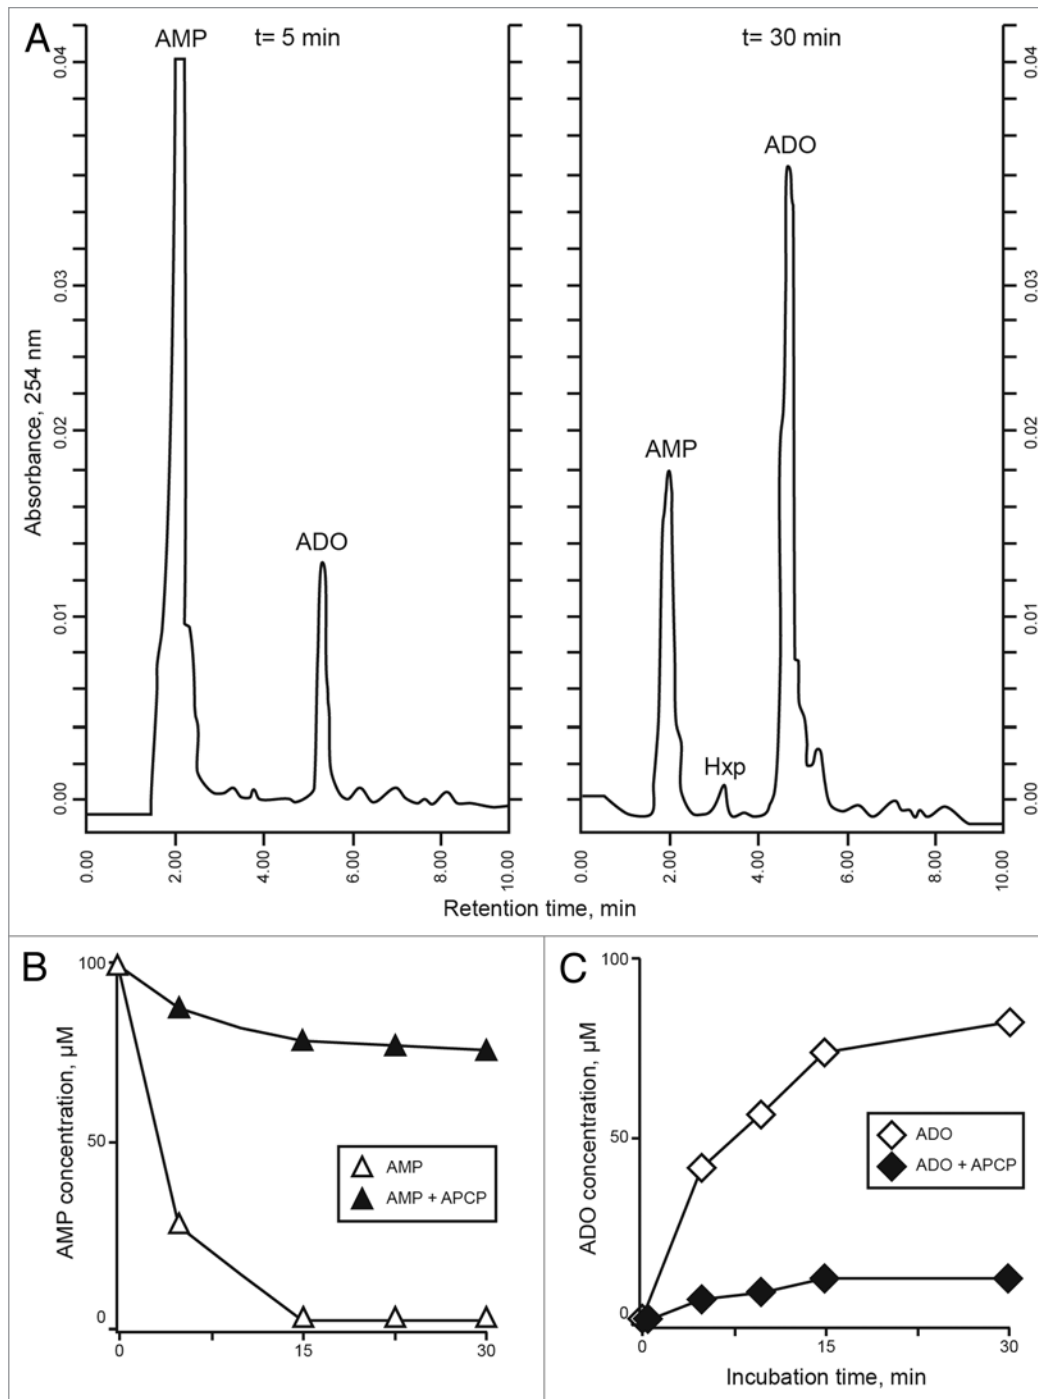 A
AMP
t= 5 min
t= 30 min
0.04
0.03
0.02
0.01
0.00
Absorbance, 254 nm
ADO
0.00
2.00
4.00
6.00
8.00
10.00
ADO
AMP
Hxp
0.04
0.03
0.02
0.01
0.00
0.00
2.00
4.00
6.00
8.00
10.00
Retention time, min
B
100
50
0
AMP concentration, µM
AMP
AMP + APCP
0
15
30
C
100
50
0
ADO concentration, µM
ADO
ADO + APCP
0
15
30
Incubation time, min